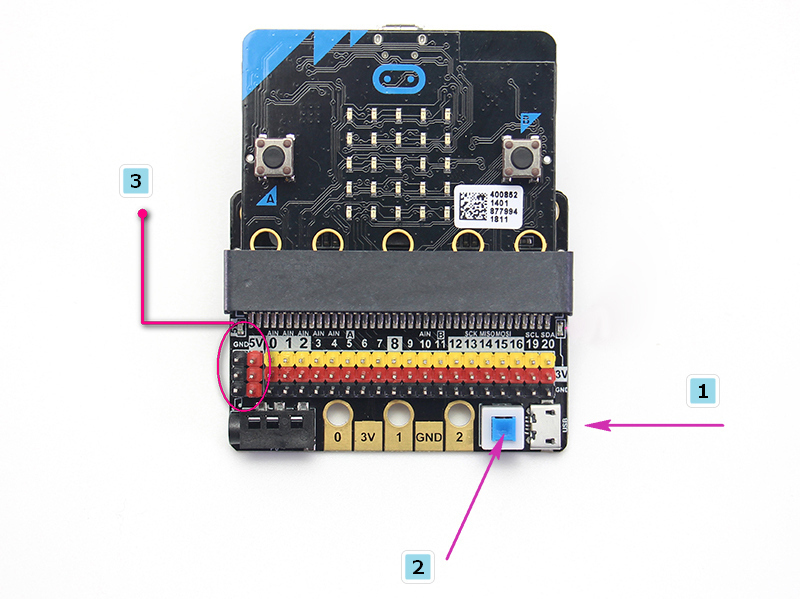 B
A
400852
1401
877994
1811
3
AIN AIN AIN AIN AIN A AIN B SCK MISO MOSI SCL SDA
GND 5V 0 1 2 3 4 5 6 7 8 9 10 11 12 13 14 15 16 19 20
3V
GND
1
USB
0 3V 1 GND 2
2